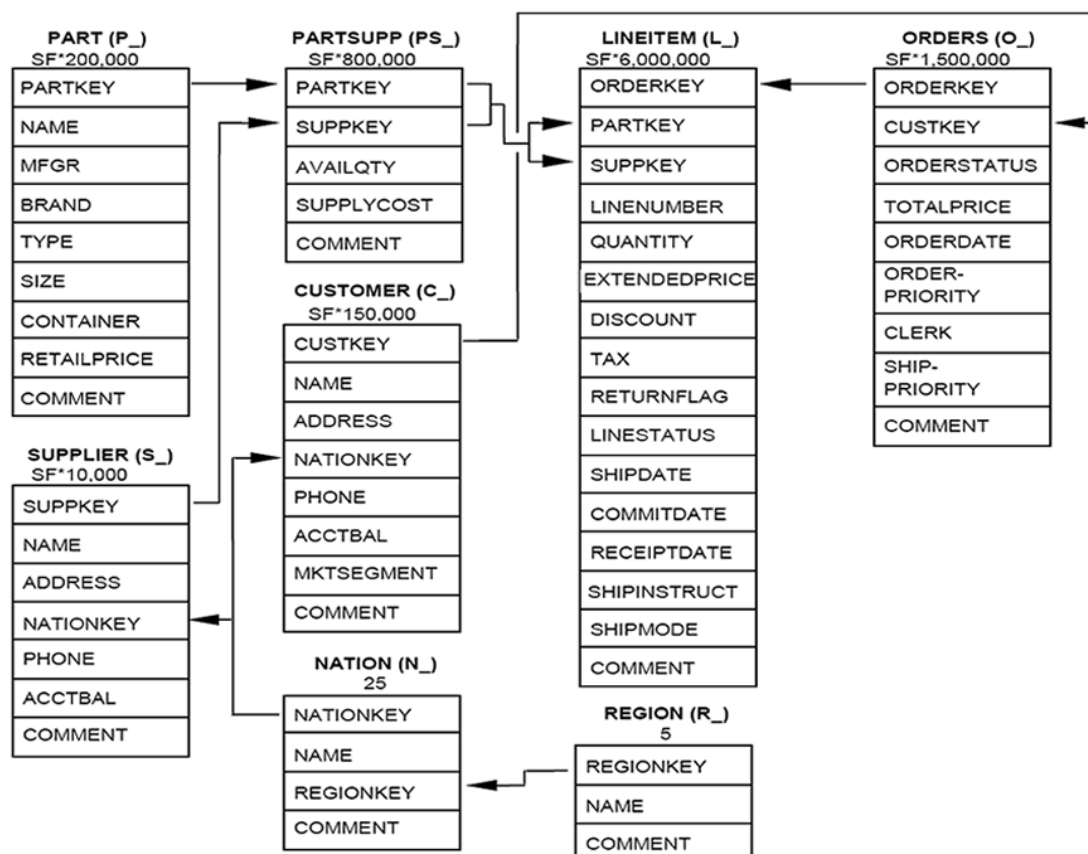 PART (P_)
SF*200,000
PARTKEY
NAME
MFGR
BRAND
TYPE
SIZE
CONTAINER
RETAILPRICE
COMMENT
SUPPLIER (S_)
SF*10,000
SUPPKEY
NAME
ADDRESS
NATIONKEY
PHONE
ACCTBAL
COMMENT
PARTSUPP (PS_)
SF*800,000
PARTKEY
SUPPKEY
AVAILQTY
SUPPLYCOST
COMMENT
CUSTOMER (C_)
SF*150,000
CUSTKEY
NAME
ADDRESS
NATIONKEY
PHONE
ACCTBAL
MKTSEGMENT
COMMENT
NATION (N_)
25
NATIONKEY
NAME
REGIONKEY
COMMENT
LINEITEM (L_)
SF*6,000,000
ORDERKEY
PARTKEY
SUPPKEY
LINENUMBER
QUANTITY
EXTENDEDPRICE
DISCOUNT
TAX
RETURNFLAG
LINESTATUS
SHIPDATE
COMMITDATE
RECEIPTDATE
SHIPINSTRUCT
SHIPMODE
COMMENT
REGION (R_)
5
REGIONKEY
NAME
COMMENT
ORDERS (O_)
SF*1,500,000
ORDERKEY
CUSTKEY
ORDERSTATUS
TOTALPRICE
ORDERDATE
ORDER-
PRIORITY
CLERK
SHIP-
PRIORITY
COMMENT